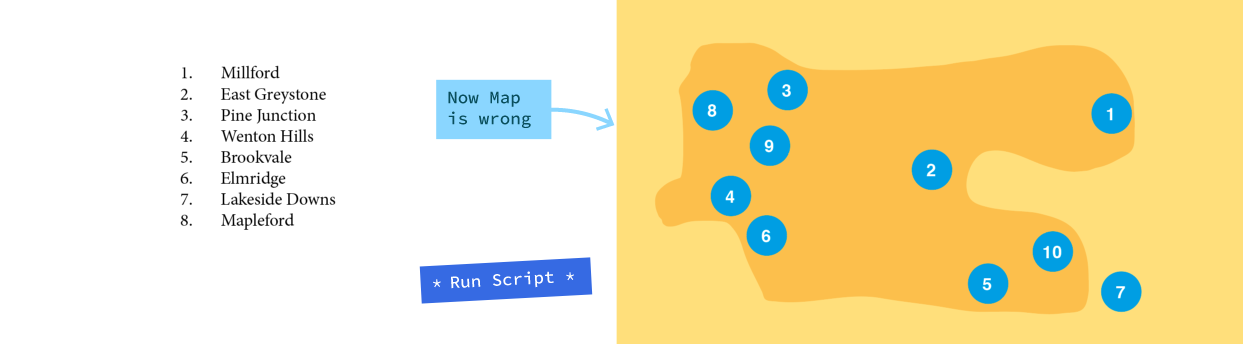 1. Millford
2. East Greystone
3. Pine Junction
4. Wenton Hills
5. Brookvale
6. Elmridge
7. Lakeside Downs
8. Mapleford
Now Map
is wrong
* Run Script *
3
8
1
9
2
4
6
10
5
7